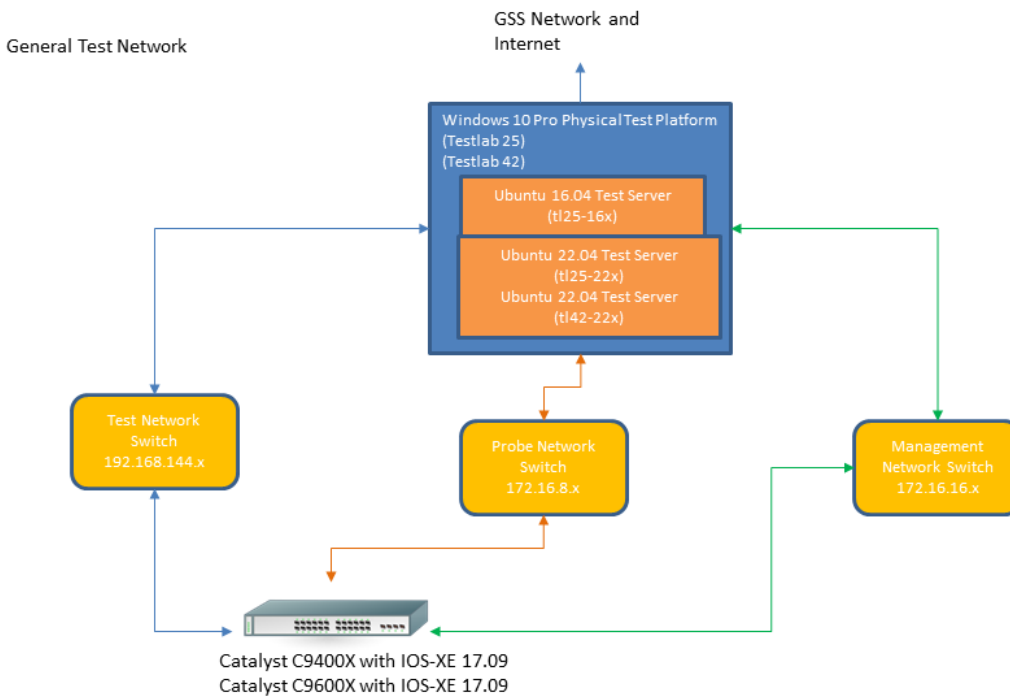 GSS Network and
Internet
General Test Network
Windows 10 Pro Physical Test Platform
(Testlab 25)
(Testlab 42)
Ubuntu 16.04 Test Server
(tl25-16x)
Ubuntu 22.04 Test Server
(tl25-22x)
Ubuntu 22.04 Test Server
(tl42-22x)
Test Network
Switch
192.168.144.x
Probe Network
Switch
172.16.8.x
Management
Network Switch
172.16.16.x
Catalyst C9400X with IOS-XE 17.09
Catalyst C9600X with IOS-XE 17.09